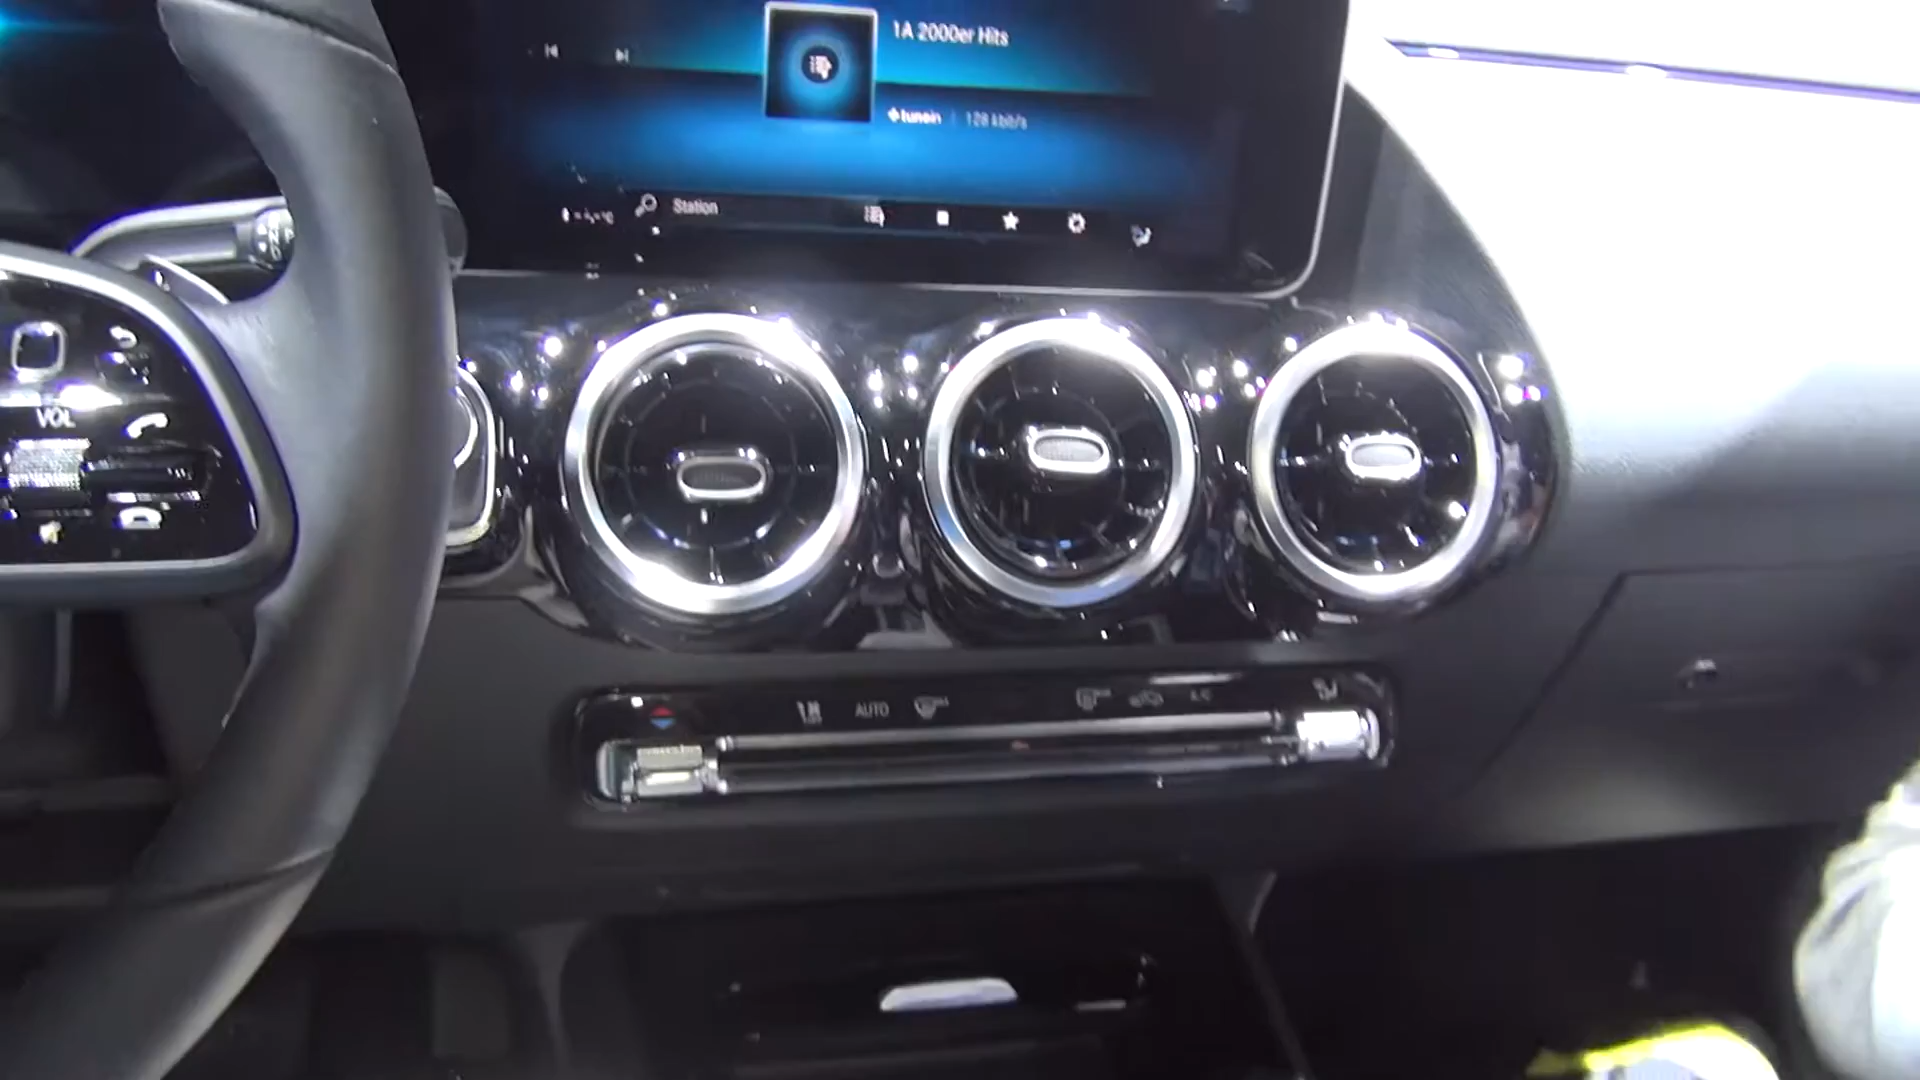 1A 2000er Hits
tunein 128 kbit/s
Station
VOL
AUTO
A/C